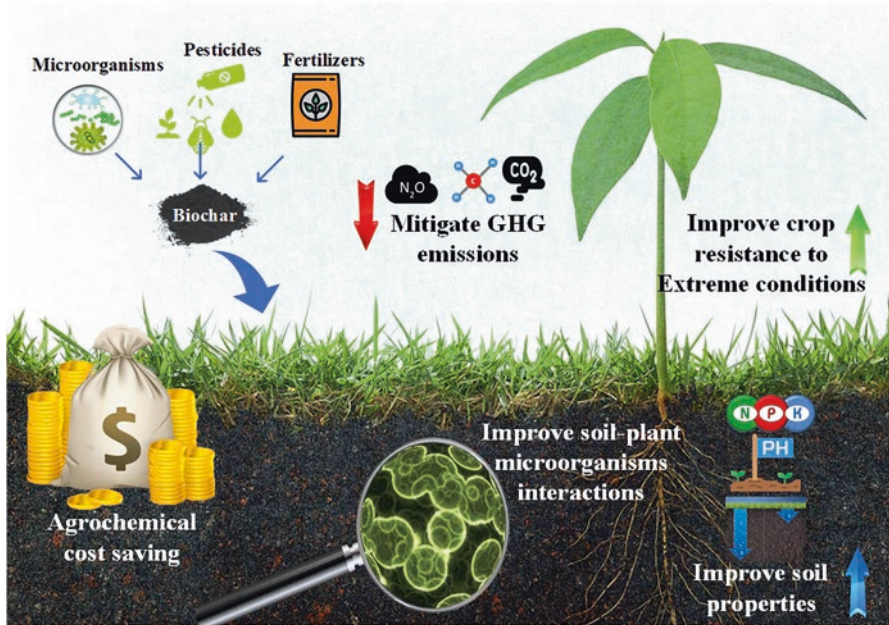 Pesticides
Microorganisms
Fertilizers
Biochar
N₂O
H
H
C
H
H
CO₂
Mitigate GHG
emissions
Improve crop
resistance to
Extreme conditions
$
Agrochemical
cost saving
Improve soil-plant
microorganisms
interactions
N P K
PH
Improve soil
properties